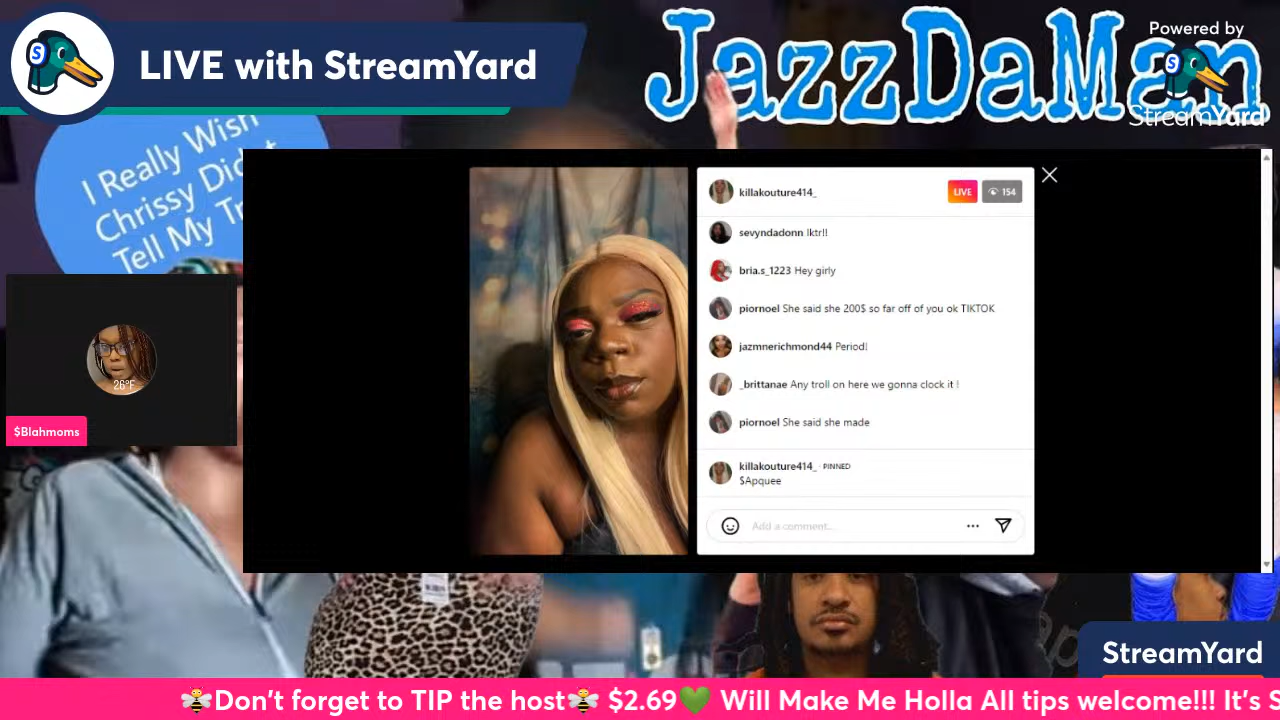 LIVE with StreamYard
JazzDaMan
Powered by
StreamYard
I Really Wish
Chrissy
Tell My
killakouture414_
LIVE
154
sevyndadonn Iktr!!
bria.s_1223 Hey girly
piornoel She said she 200$ so far off of you ok TIKTOK
jazmnerichmond44 Period!
_brittanae Any troll on here we gonna clock it !
piornoel She said she made
killakouture414_ · PINNED
$Apquee
Add a comment...
26°F
$Blahmoms
StreamYard
🐝Don't forget to TIP the host🐝 $2.69💚 Will Make Me Holla All tips welcome!!! It's S